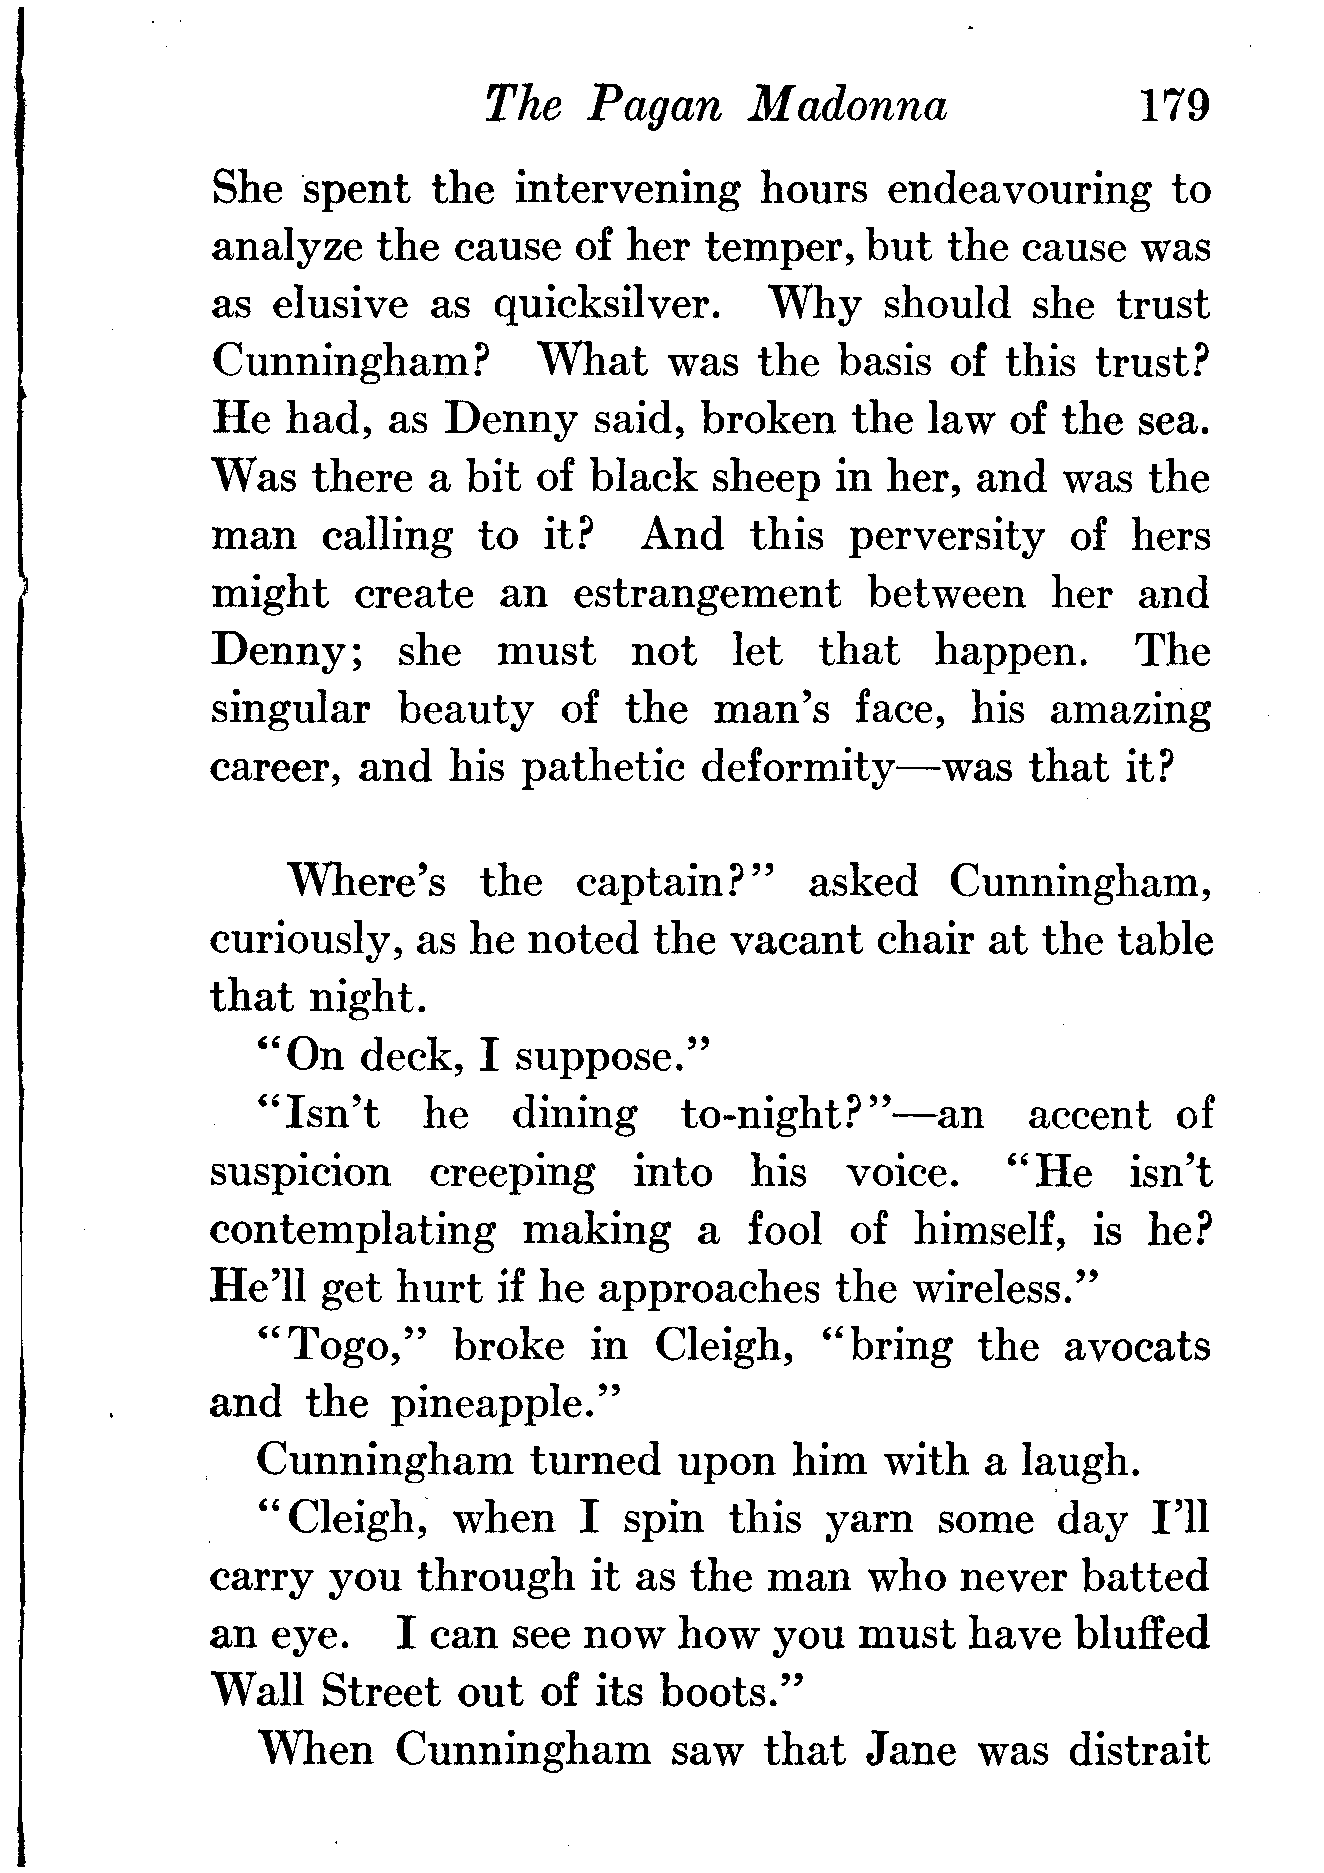 The Pagan Madonna 179
She spent the intervening hours endeavouring to
analyze the cause of her temper, but the cause was
as elusive as quicksilver. Why should she trust
Cunningham? What was the basis of this trust?
He had, as Denny said, broken the law of the sea.
Was there a bit of black sheep in her, and was the
man calling to it? And this perversity of hers
might create an estrangement between her and
Denny; she must not let that happen. The
singular beauty of the man's face, his amazing
career, and his pathetic deformity—was that it?
Where's the captain?" asked Cunningham,
curiously, as he noted the vacant chair at the table
that night.
"On deck, I suppose."
"Isn't he dining to-night?"—an accent of
suspicion creeping into his voice. "He isn't
contemplating making a fool of himself, is he?
He'll get hurt if he approaches the wireless."
"Togo," broke in Cleigh, "bring the avocats
and the pineapple."
Cunningham turned upon him with a laugh.
"Cleigh, when I spin this yarn some day I'll
carry you through it as the man who never batted
an eye. I can see now how you must have bluffed
Wall Street out of its boots."
When Cunningham saw that Jane was distrait